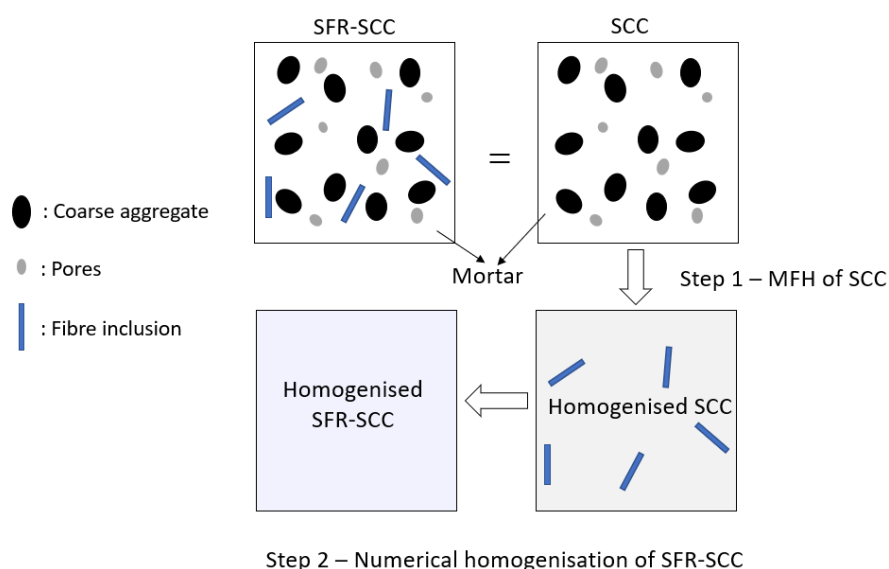 SFR-SCC
SCC
=
: Coarse aggregate
: Pores
: Fibre inclusion
Mortar
Step 1 – MFH of SCC
Homogenised
SFR-SCC
Homogenised SCC
Step 2 – Numerical homogenisation of SFR-SCC